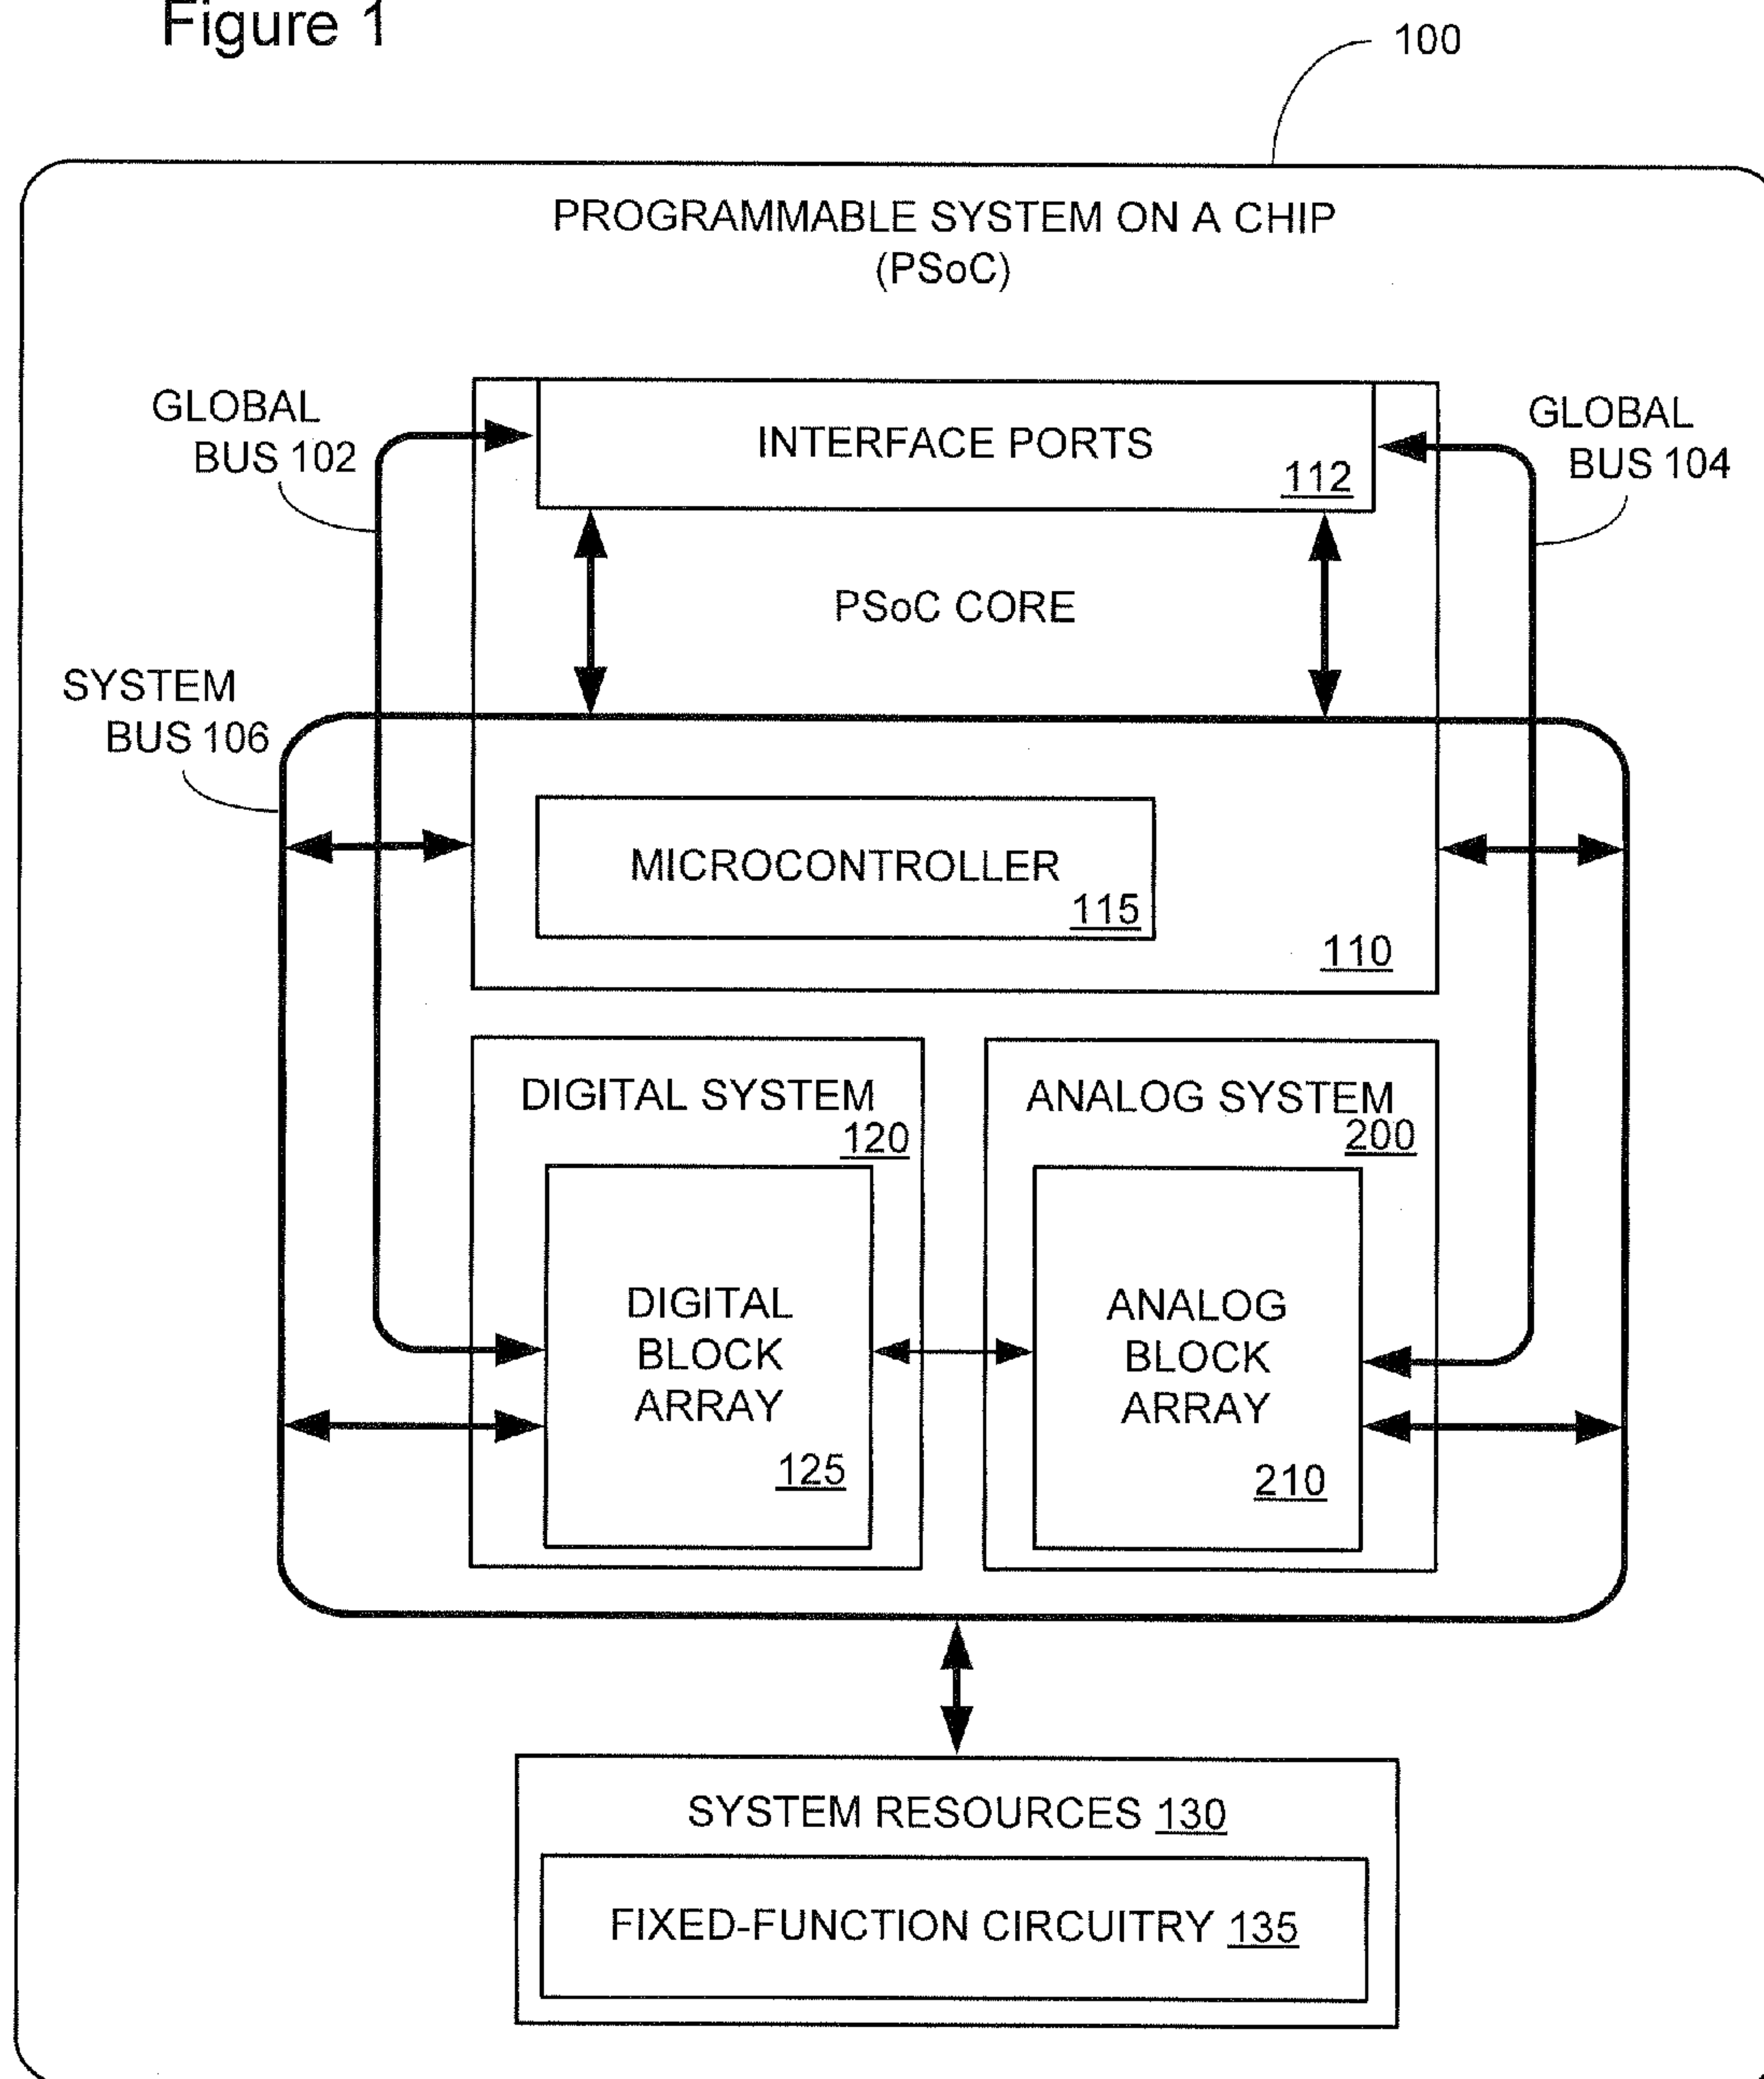 Figure 1
100
PROGRAMMABLE SYSTEM ON A CHIP
(PSoC)
GLOBAL
BUS 102
INTERFACE PORTS
112
GLOBAL
BUS 104
PSoC CORE
SYSTEM
BUS 106
MICROCONTROLLER
115
110
DIGITAL SYSTEM
120
ANALOG SYSTEM
200
DIGITAL
BLOCK
ARRAY
125
ANALOG
BLOCK
ARRAY
210
SYSTEM RESOURCES 130
FIXED-FUNCTION CIRCUITRY 135